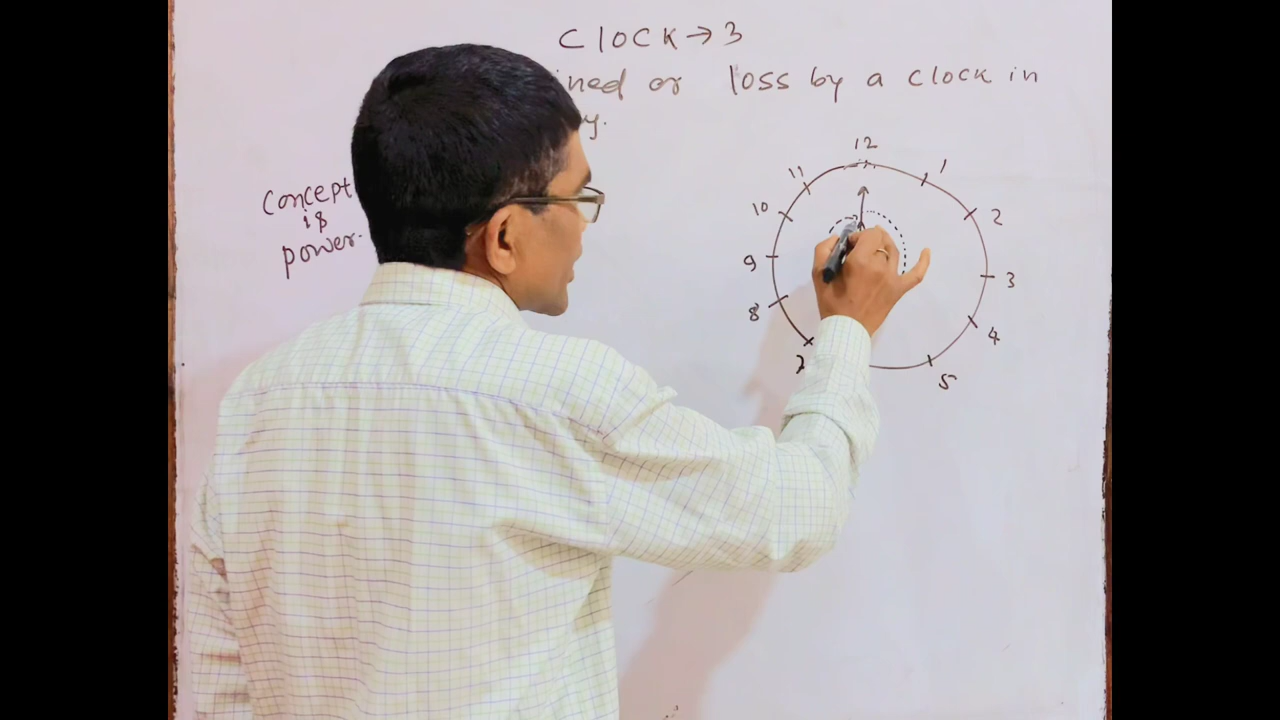 CLOCK → 3
ined or loss by a clock in
y.
Concept
is
power.
12
1
2
3
4
5
7
8
9
10
11